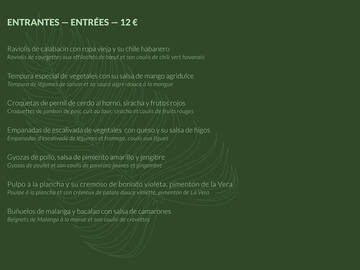 ENTRANTES — ENTRÉES — 12 €
Raviolis de calabacín con ropa vieja y su chile habanero
Raviolis de courgettes aux effilochés de bœuf et son coulis de chili vert havanais
Tempura especial de vegetales con su salsa de mango agridulce
Tempura de légumes de saison et sa sauce aigre-douce à la mangue
Croquetas de pernil de cerdo al horno, siracha y frutos rojos
Croquettes de jambon de porc cuit au four, siracha et coulis de fruits rouges
Empanadas de escalivada de vegetales con queso y su salsa de higos
Empanadas d'escalivade de légumes et fromage, coulis aux figues
Gyozas de pollo, salsa de pimiento amarillo y jengibre
Gyozas de poulet et son coulis de poivrons jaunes et gingembre
Pulpo a la plancha y su cremoso de boniato violeta, pimentón de la Vera
Poulpe à la plancha et son crémeux de patate douce violette, pimentón de La Vera
Buñuelos de malanga y bacalao con salsa de camarones
Beignets de Malanga à la morue et son coulis de crevettes